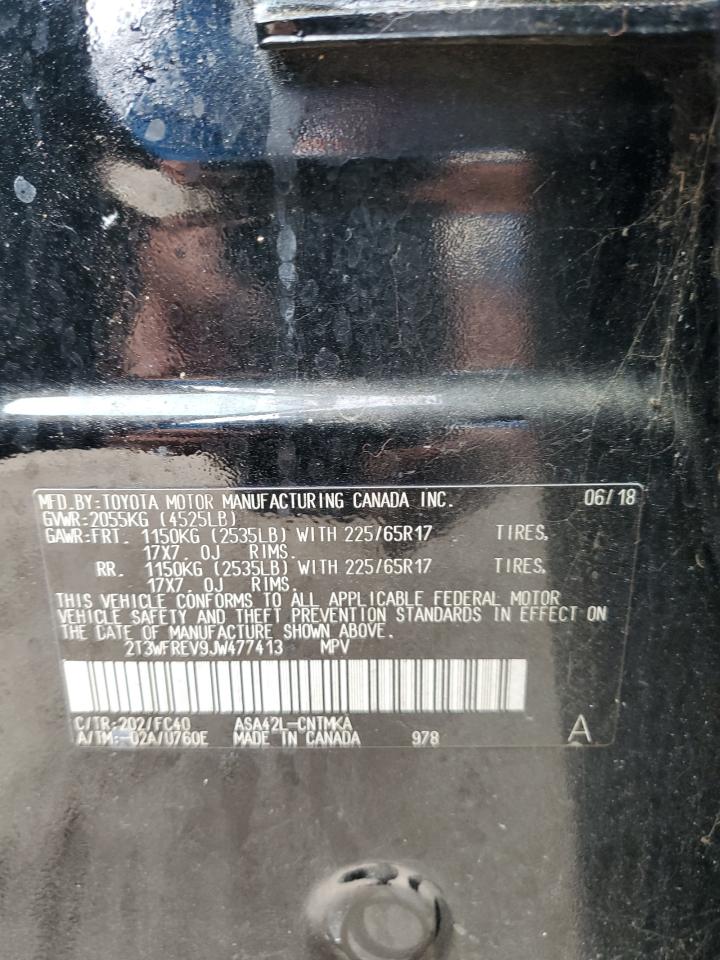 MFD.BY:TOYOTA MOTOR MANUFACTURING CANADA INC. 06/18
GVWR:2055KG (4525LB)
GAWR:FRT. 1150KG (2535LB) WITH 225/65R17 TIRES,
17X7.0J RIMS.
RR. 1150KG (2535LB) WITH 225/65R17 TIRES,
17X7.0J RIMS.
THIS VEHICLE CONFORMS TO ALL APPLICABLE FEDERAL MOTOR
VEHICLE SAFETY AND THEFT PREVENTION STANDARDS IN EFFECT ON
THE DATE OF MANUFACTURE SHOWN ABOVE.
2T3WFREV9JW477413 MPV
C/TR:202/FC40 ASA42L-CNTMKA
A/TM:-02A/U760E MADE IN CANADA 978 A